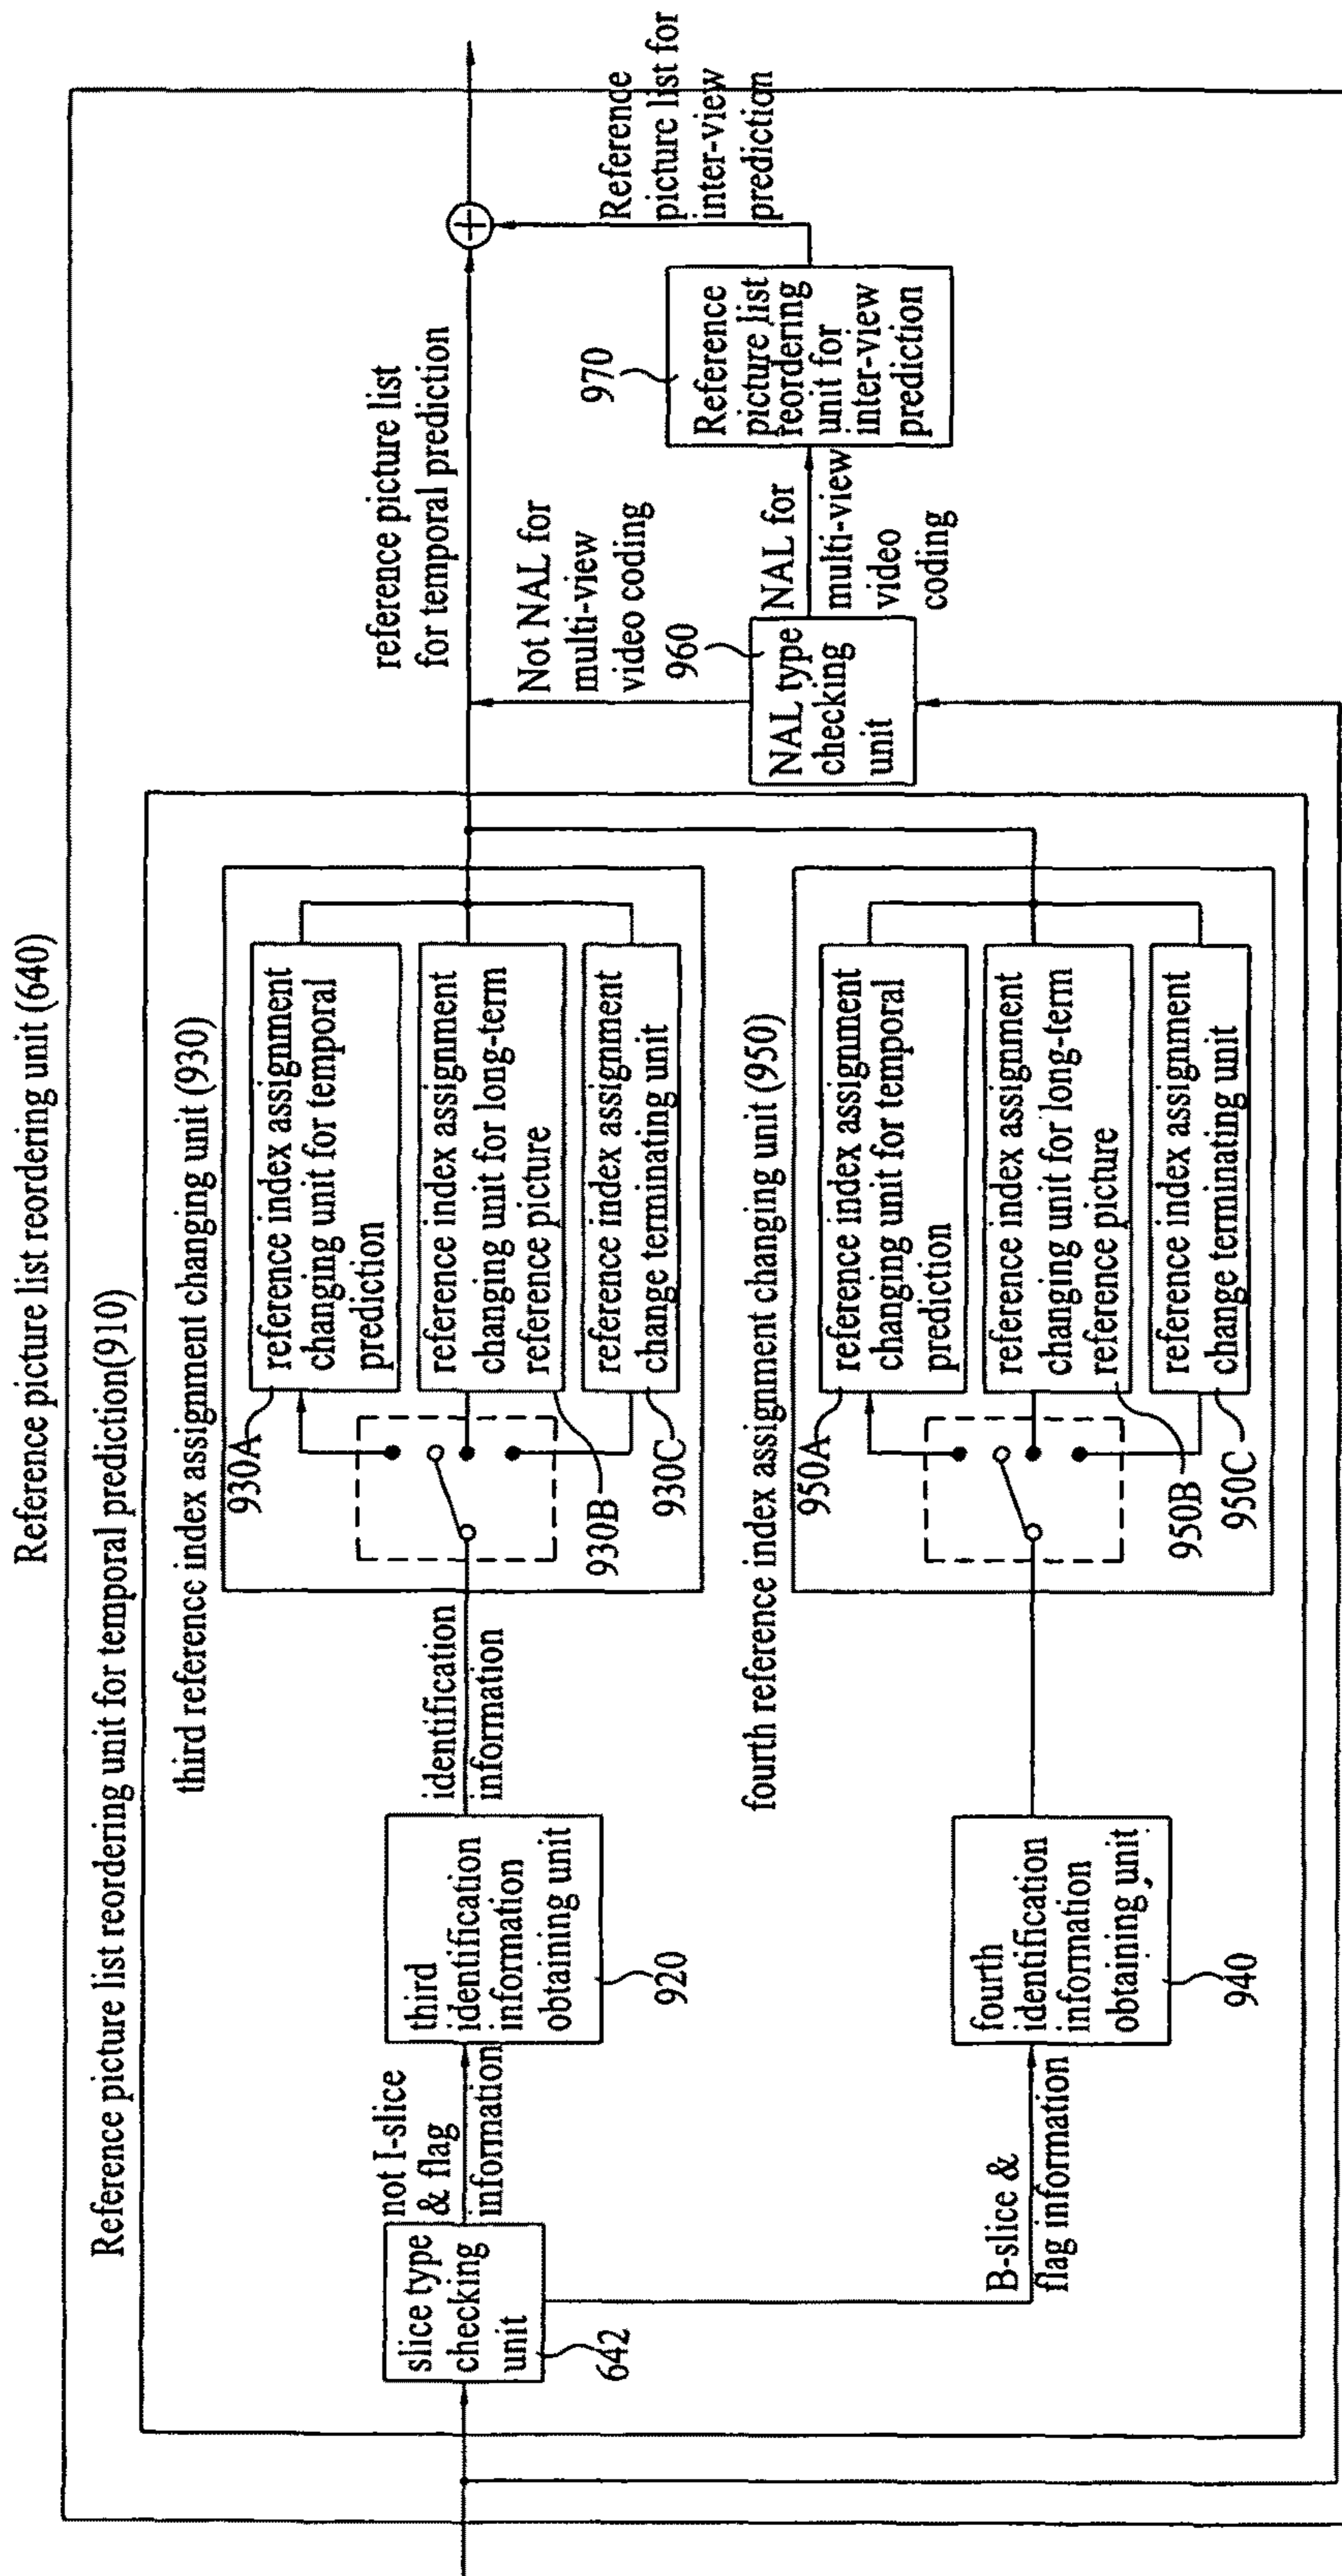 Reference picture list reordering unit (640)
Reference picture list reordering unit for temporal prediction(910)
third reference index assignment changing unit (930)
slice type
checking
unit
642
not I-slice
& flag
information
third
identification
information
obtaining unit
920
identification
information
930A
reference index assignment
changing unit for temporal
prediction
reference index assignment
changing unit for long-term
reference picture
930B
reference index assignment
change terminating unit
930C
B-slice &
flag information
fourth
identification
information
obtaining unit
940
fourth reference index assignment changing unit (950)
950A
reference index assignment
changing unit for temporal
prediction
reference index assignment
changing unit for long-term
reference picture
950B
reference index assignment
change terminating unit
950C
reference picture list
for temporal prediction
Not NAL for
multi-view
video coding
960
NAL type
checking
unit
NAL for
multi-view
video
coding
970
Reference
picture list
reordering
unit for
inter-view
prediction
Reference
picture list for
inter-view
prediction